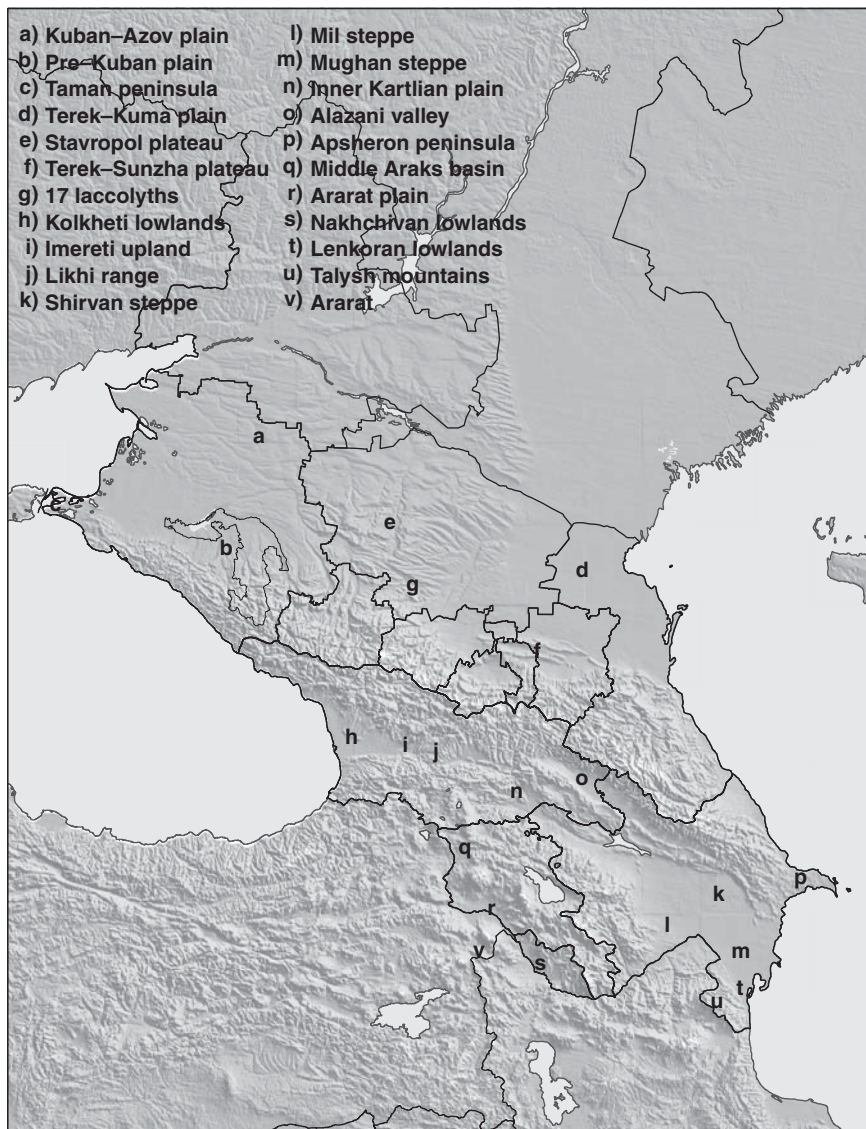 a) Kuban–Azov plain
b) Pre–Kuban plain
c) Taman peninsula
d) Terek–Kuma plain
e) Stavropol plateau
f) Terek–Sunzha plateau
g) 17 laccolyths
h) Kolkheti lowlands
i) Imereti upland
j) Likhi range
k) Shirvan steppe
l) Mil steppe
m) Mughan steppe
n) Inner Kartlian plain
o) Alazani valley
p) Apsheron peninsula
q) Middle Araks basin
r) Ararat plain
s) Nakhchivan lowlands
t) Lenkoran lowlands
u) Talysh mountains
v) Ararat
a
c
e
b
d
g
f
h
i
j
o
n
q
p
k
r
l
v
m
s
t
u